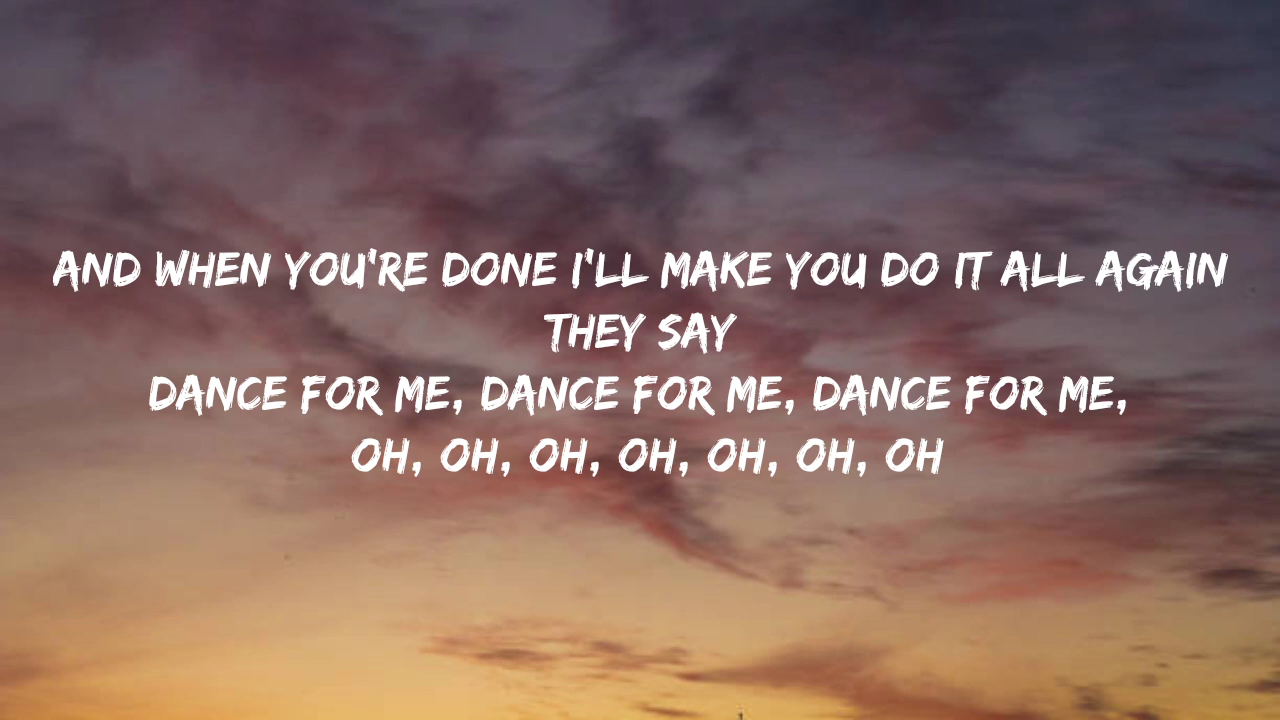 AND WHEN YOU'RE DONE I'LL MAKE YOU DO IT ALL AGAIN
THEY SAY
DANCE FOR ME, DANCE FOR ME, DANCE FOR ME,
OH, OH, OH, OH, OH, OH, OH